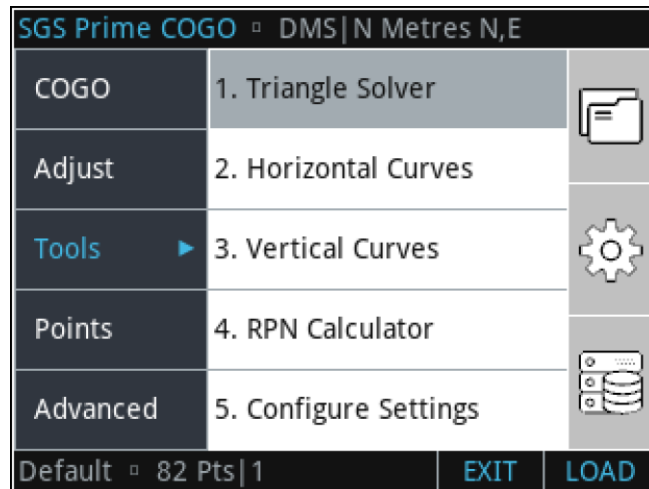 SGS Prime COGO ▫ DMS|N Metres N,E
COGO
Adjust
Tools ▶
Points
Advanced
1. Triangle Solver
2. Horizontal Curves
3. Vertical Curves
4. RPN Calculator
5. Configure Settings
Default ▫ 82 Pts|1
EXIT
LOAD